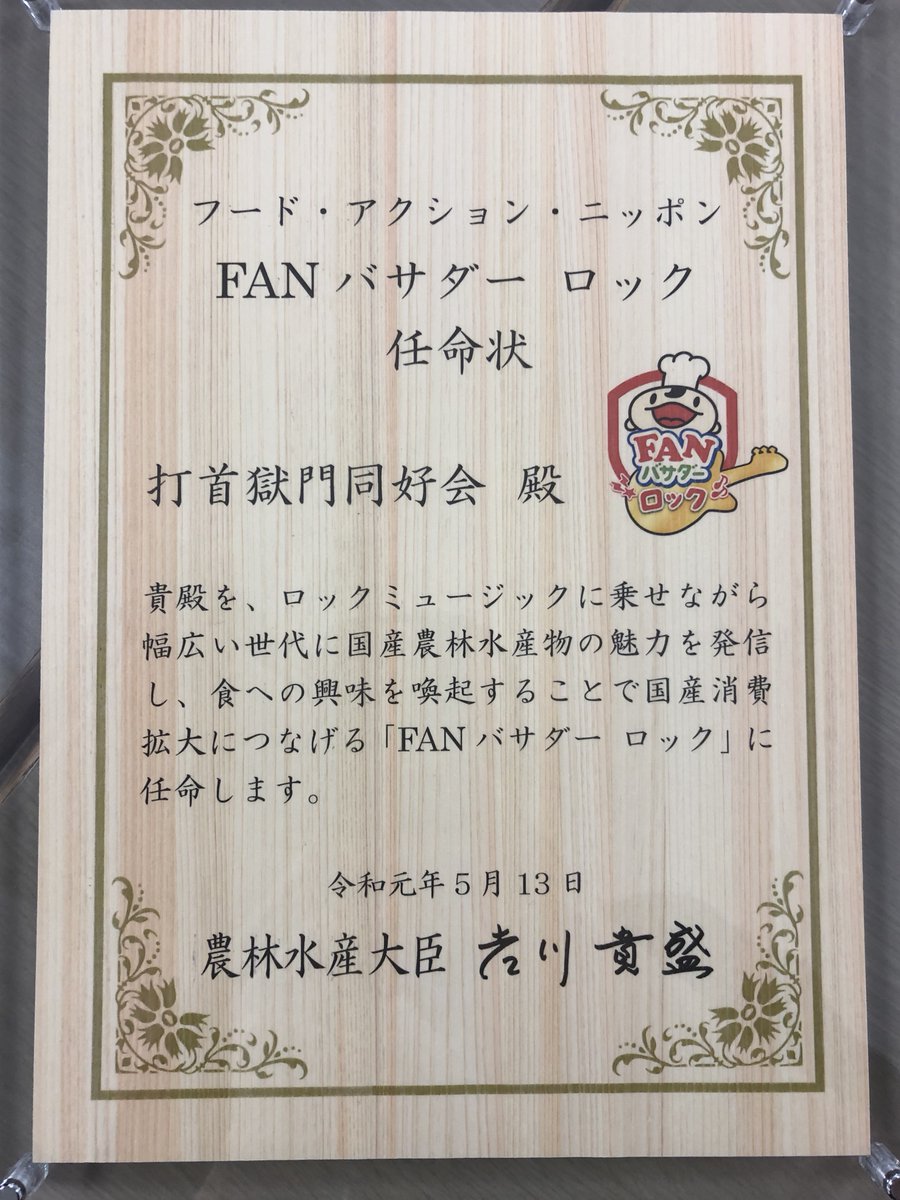 フード・アクション・ニッポン
FANバサダー ロック
任命状
FAN
バサダー
ロック
打首獄門同好会 殿
貴殿を、ロックミュージックに乗せながら
幅広い世代に国産農林水産物の魅力を発信
し、食への興味を喚起することで国産消費
拡大につなげる「FANバサダー ロック」に
任命します。
令和元年5月13日
農林水産大臣 吉川貴盛